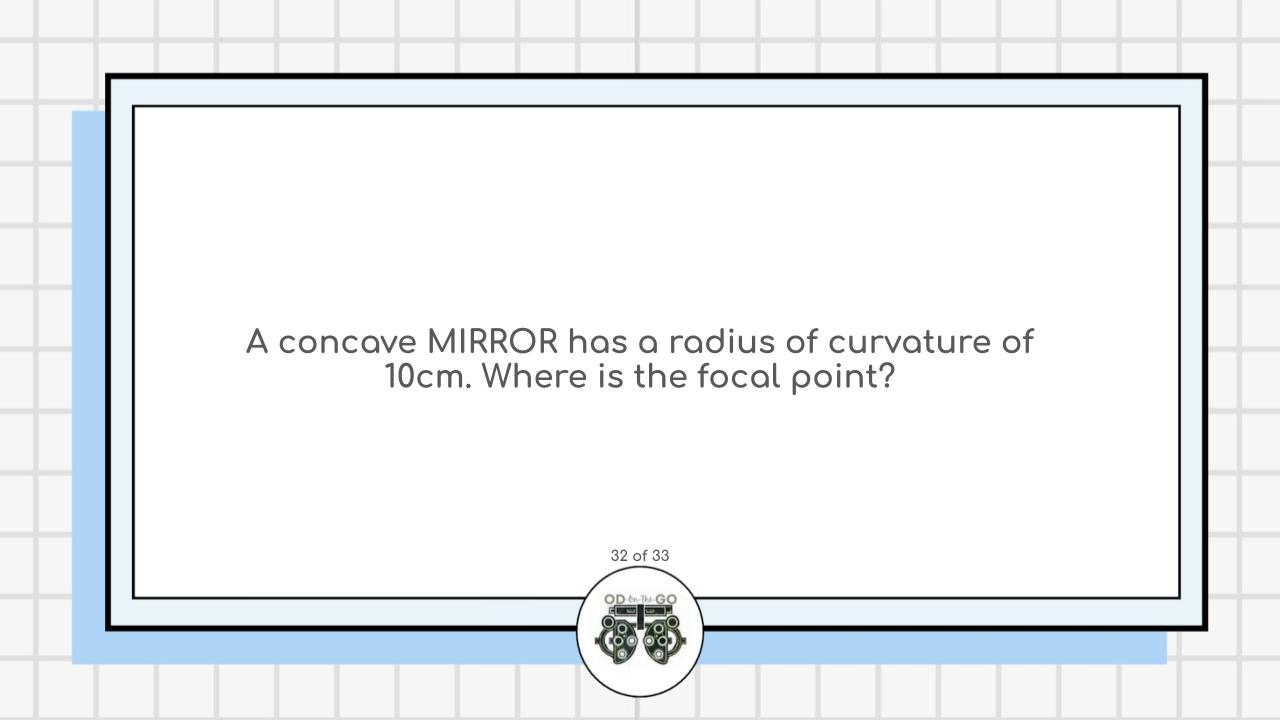 A concave MIRROR has a radius of curvature of
10cm. Where is the focal point?
32 of 33
OD-On-The-GO